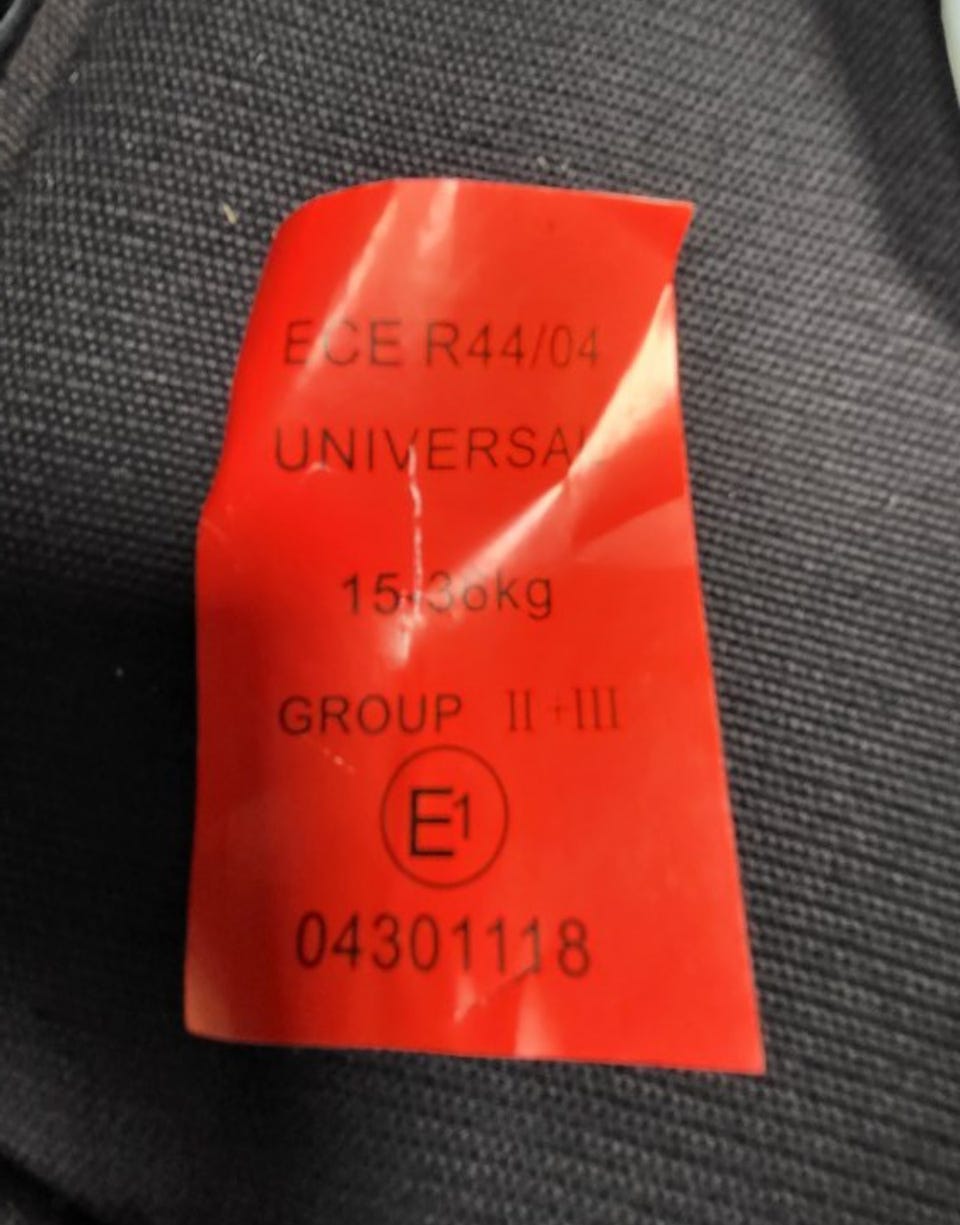 ECE R44/04
UNIVERSAL
15-36kg
GROUP II+III
E1
04301118